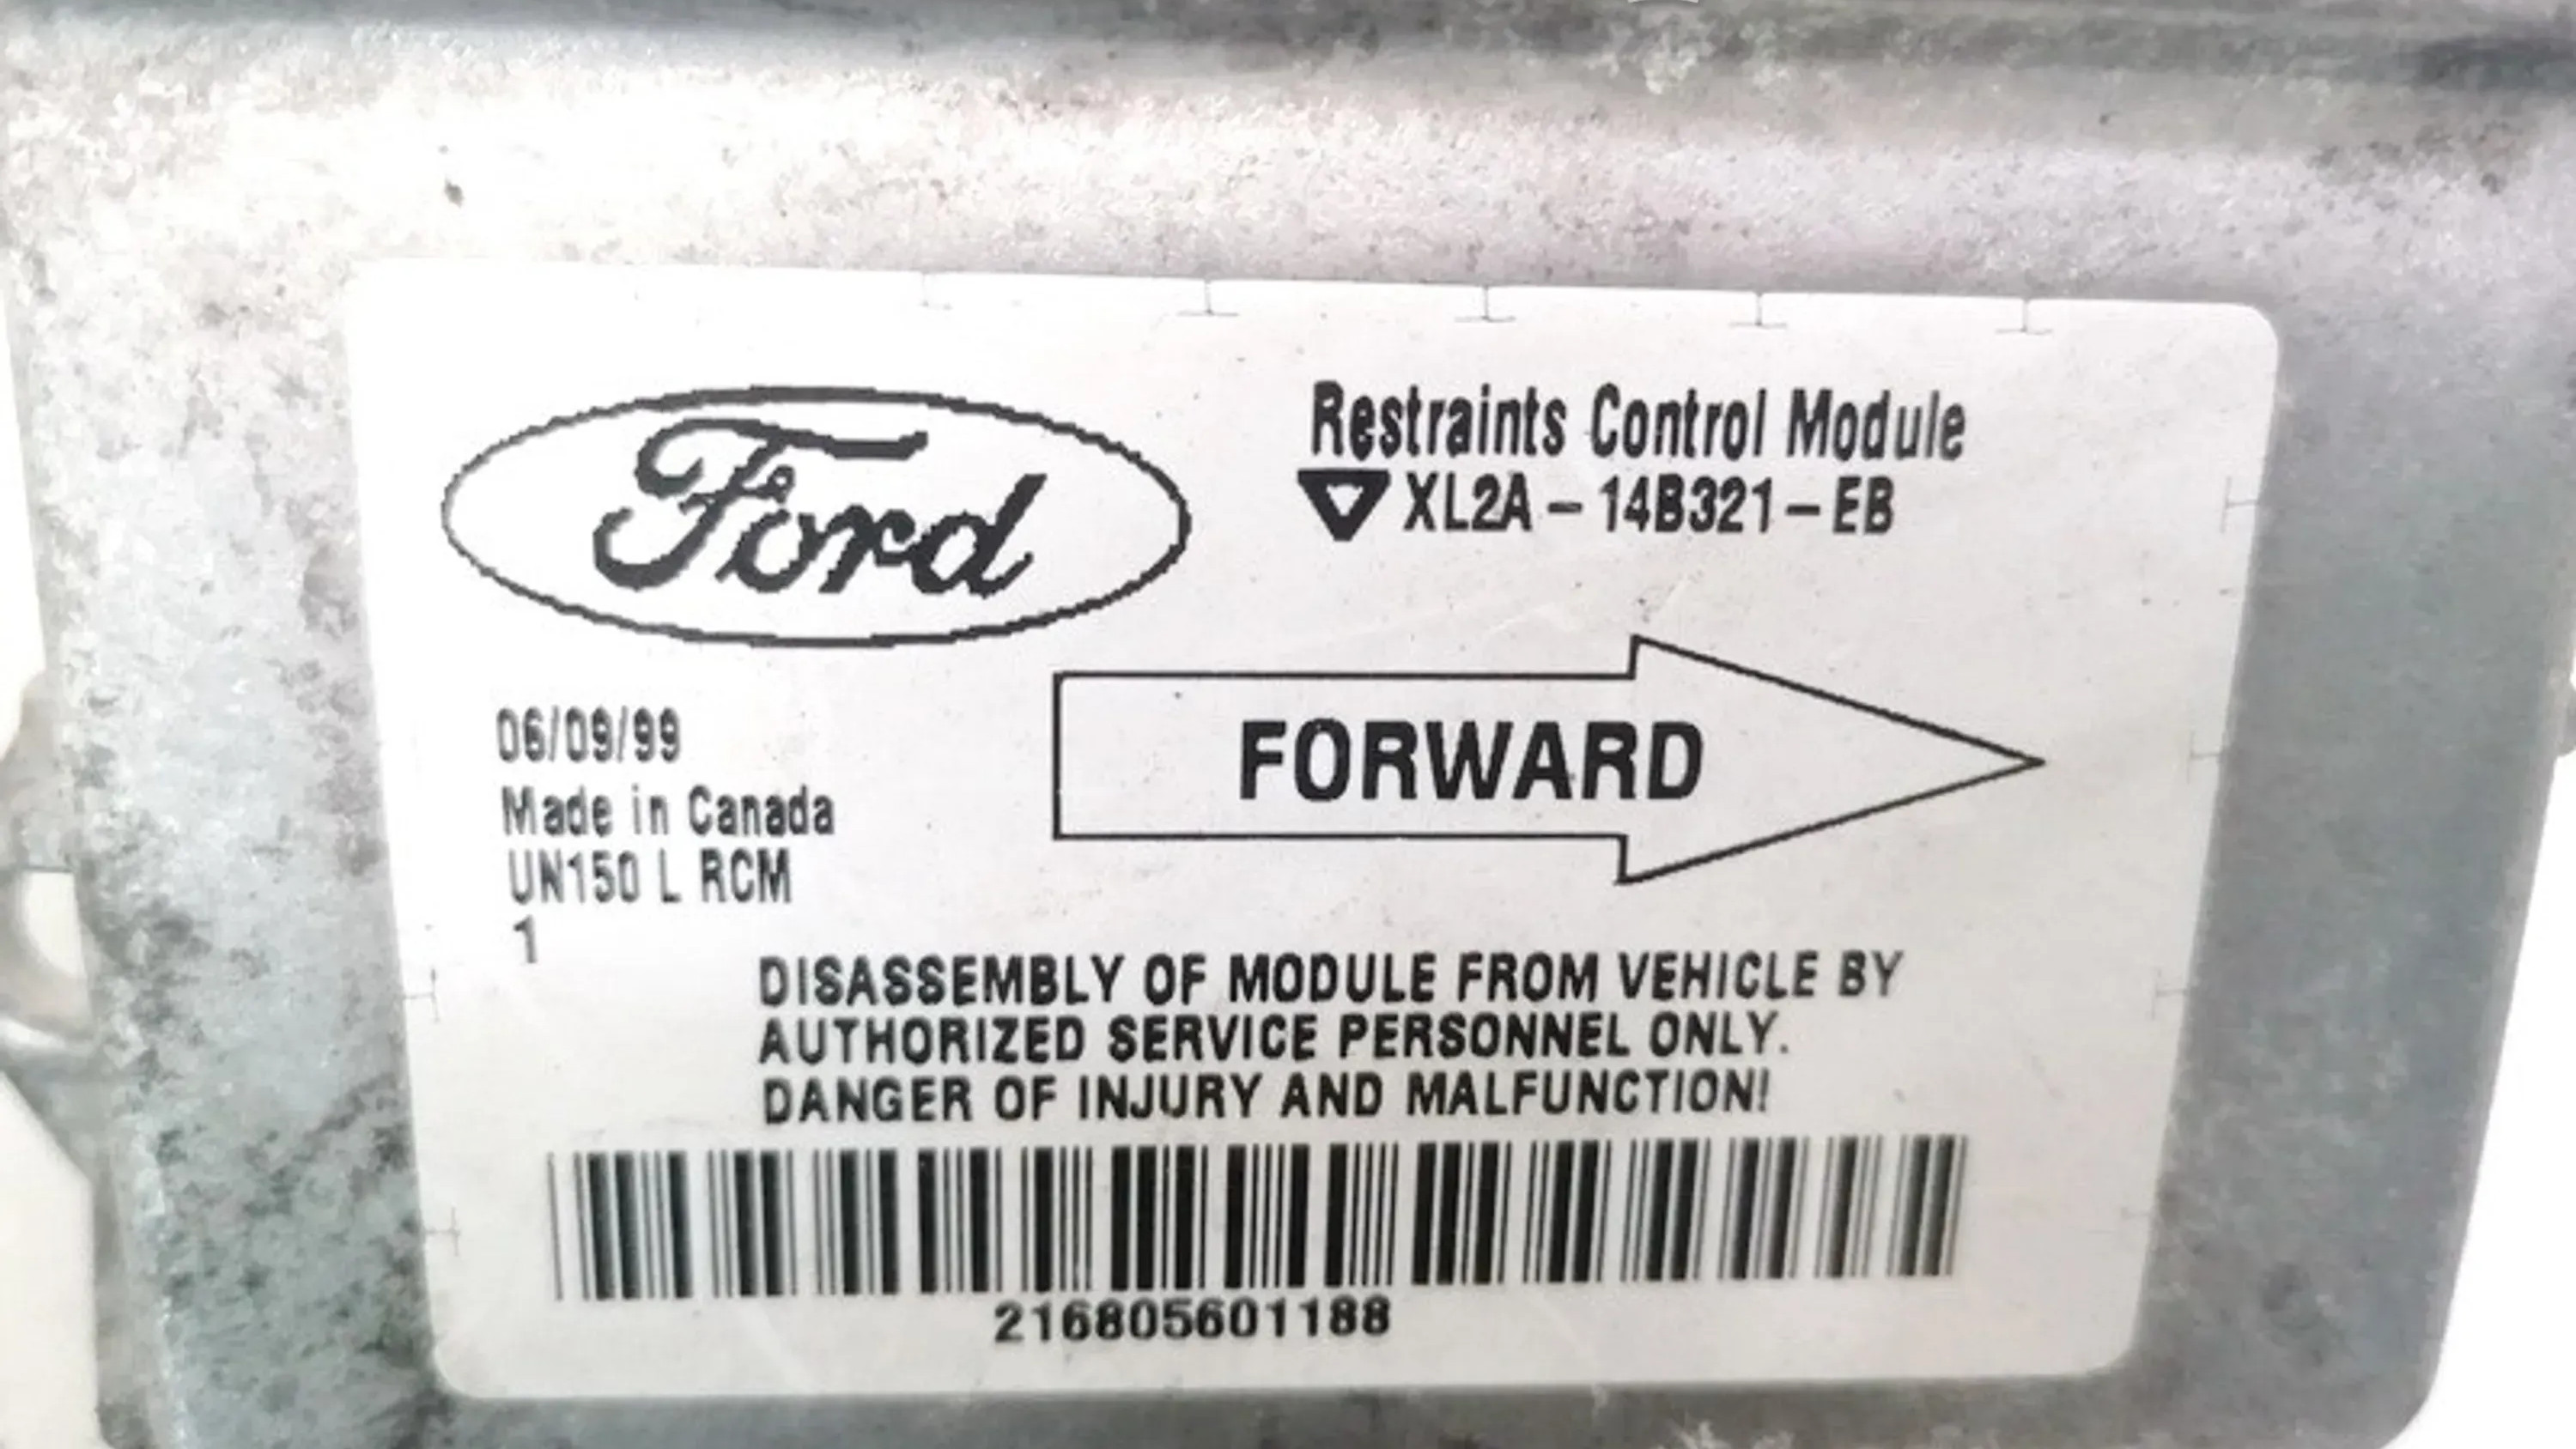 Ford
Restraints Control Module
XL2A-14B321-EB
FORWARD
06/09/99
Made in Canada
UN150 L RCM
1
DISASSEMBLY OF MODULE FROM VEHICLE BY
AUTHORIZED SERVICE PERSONNEL ONLY.
DANGER OF INJURY AND MALFUNCTION!
216805601188